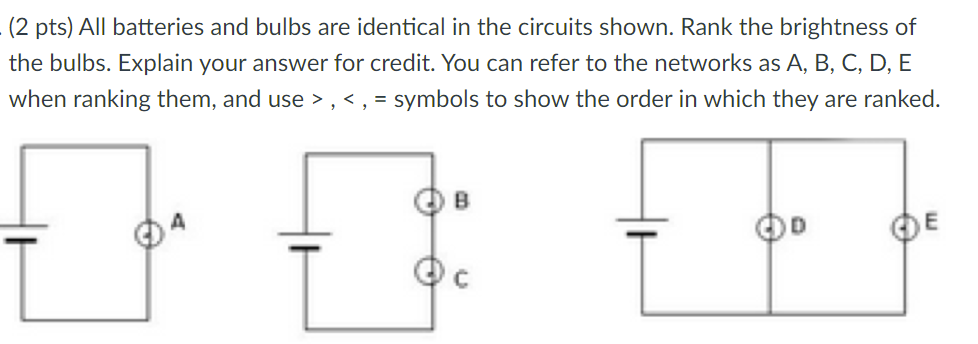 (2 pts) All batteries and bulbs are identical in the circuits shown. Rank the brightness of
the bulbs. Explain your answer for credit. You can refer to the networks as A, B, C, D, E
when ranking them, and use > , < , = symbols to show the order in which they are ranked.
A
B
C
D
E